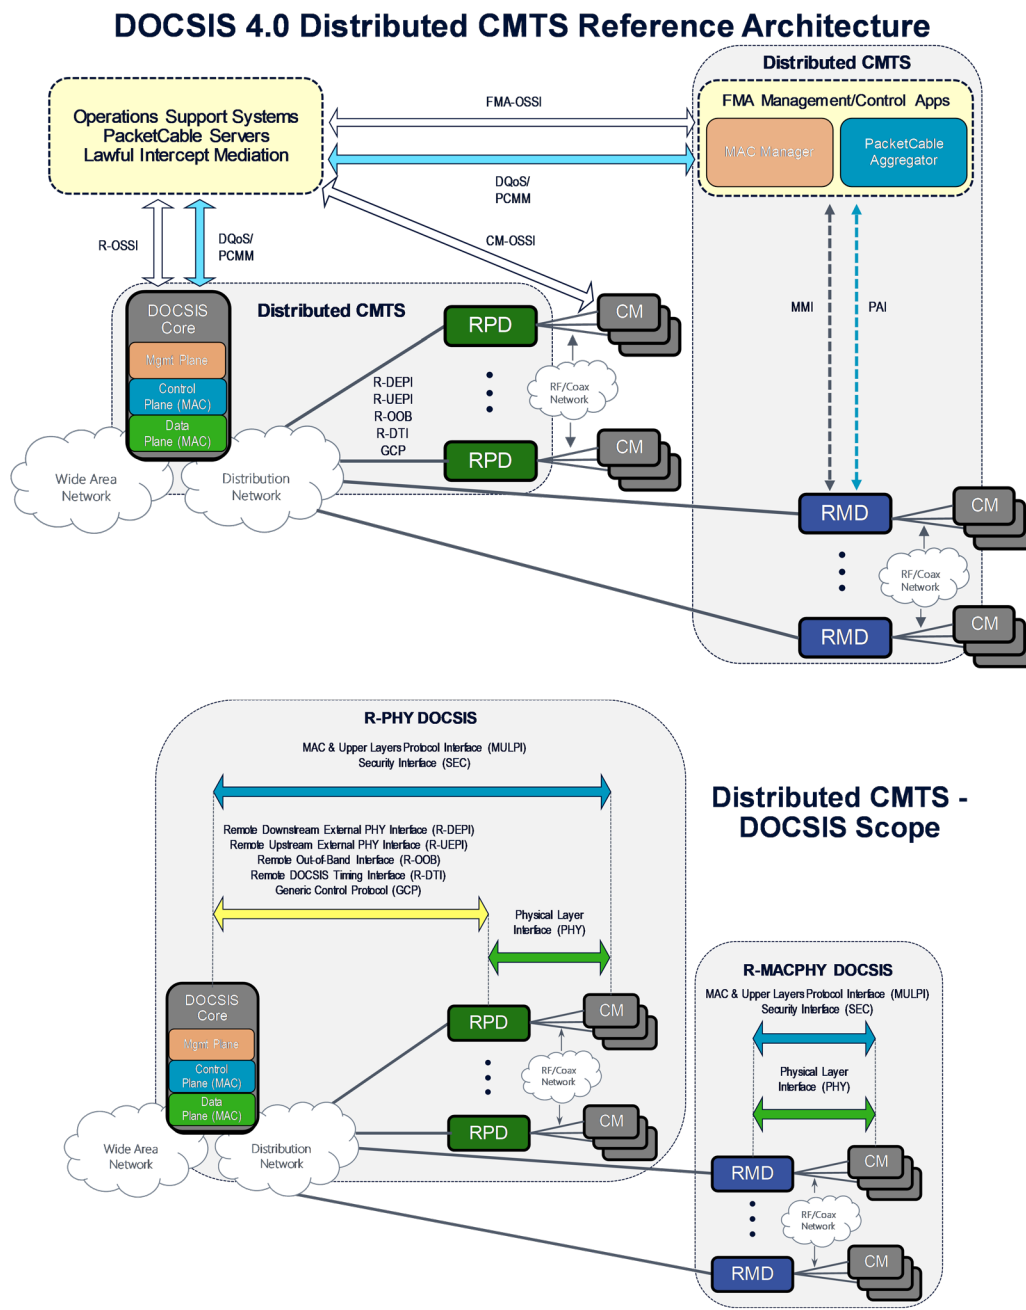 DOCSIS 4.0 Distributed CMTS Reference Architecture
Distributed CMTS
Operations Support Systems
PacketCable Servers
Lawful Intercept Mediation
FMA-OSSI
FMA Management/Control Apps
MAC Manager
PacketCable
Aggregator
DQoS/
PCMM
R-OSSI
DQoS/
PCMM
CM-OSSI
MMI
PAI
DOCSIS
Core
Mgmt Plane
Control
Plane (MAC)
Data
Plane (MAC)
Distributed CMTS
RPD
CM
R-DEPI
R-UEPI
R-OOB
R-DTI
GCP
RF/Coax
Network
RPD
CM
Wide Area
Network
Distribution
Network
RMD
CM
RF/Coax
Network
RMD
CM
R-PHY DOCSIS
MAC & Upper Layers Protocol Interface (MULPI)
Security Interface (SEC)
Distributed CMTS -
DOCSIS Scope
Remote Downstream External PHY Interface (R-DEPI)
Remote Upstream External PHY Interface (R-UEPI)
Remote Out-of-Band Interface (R-OOB)
Remote DOCSIS Timing Interface (R-DTI)
Generic Control Protocol (GCP)
Physical Layer
Interface (PHY)
DOCSIS
Core
Mgmt Plane
Control
Plane (MAC)
Data
Plane (MAC)
RPD
CM
RF/Coax
Network
RPD
CM
Wide Area
Network
Distribution
Network
R-MACPHY DOCSIS
MAC & Upper Layers Protocol Interface (MULPI)
Security Interface (SEC)
Physical Layer
Interface (PHY)
RMD
CM
RF/Coax
Network
RMD
CM